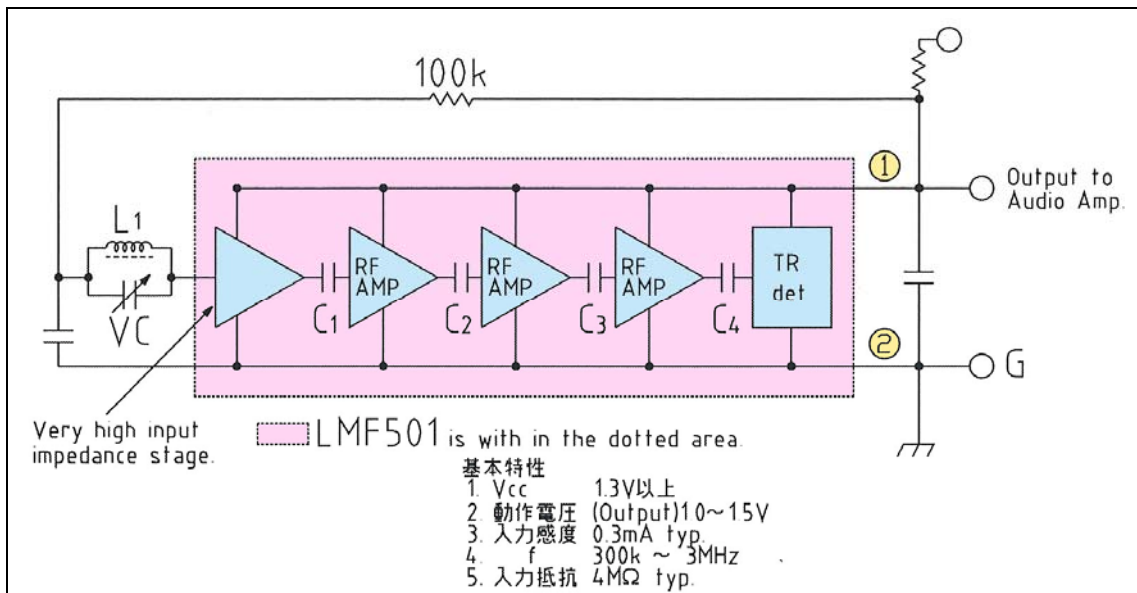 100k
①
Output to
Audio Amp.
L1
VC
RF
AMP
RF
AMP
RF
AMP
TR
det
C1
C2
C3
C4
②
G
Very high input
impedance stage.
LMF501 is with in the dotted area.
基本特性
1. Vcc 1.3V以上
2. 動作電圧 (Output)1.0～1.5V
3. 入力感度 0.3mA typ.
4. f 300k ～ 3MHz
5. 入力抵抗 4MΩ typ.